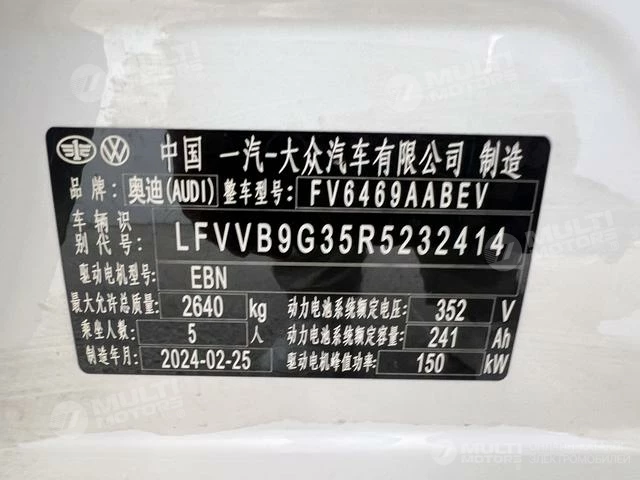 中国 一汽-大众汽车有限公司 制造
品牌: 奥迪(AUDI) 整车型号: FV6469AABEV
车辆识别代号: LFVVB9G35R5232414
驱动电机型号: EBN
最大允许总质量: 2640 kg 动力电池系统额定电压: 352 V
乘坐人数: 5 人 动力电池系统额定容量: 241 Ah
制造年月: 2024-02-25 驱动电机峰值功率: 150 kW
MULTI MOTORS